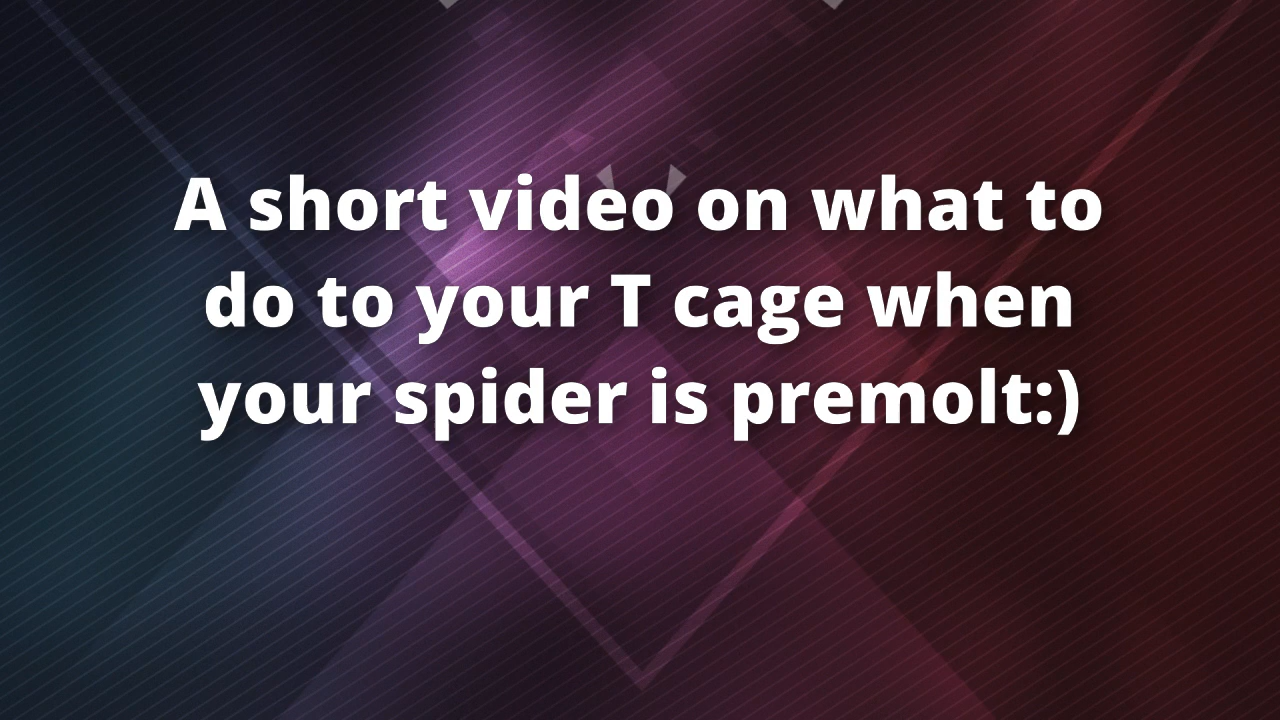 A short video on what to
do to your T cage when
your spider is premolt:)